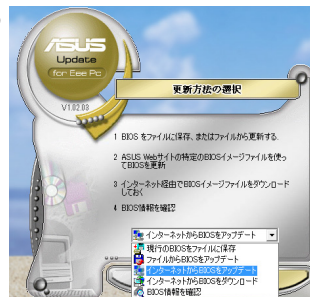 ASUS
Update
for Eee Pc
V1.02.03
更新方法の選択
1 BIOS をファイルに保存、またはファイルから更新する.
2 ASUS Webサイトの特定のBIOSイメージファイルを使っ
てBIOSを更新
3 インターネット経由でBIOSイメージファイルをダウンロード
しておく
4 BIOS情報を確認
インターネットからBIOSをアップデート
現行のBIOSをファイルに保存
ファイルからBIOSをアップデート
インターネットからBIOSをアップデート
インターネットからBIOSをダウンロード
BIOS情報を確認